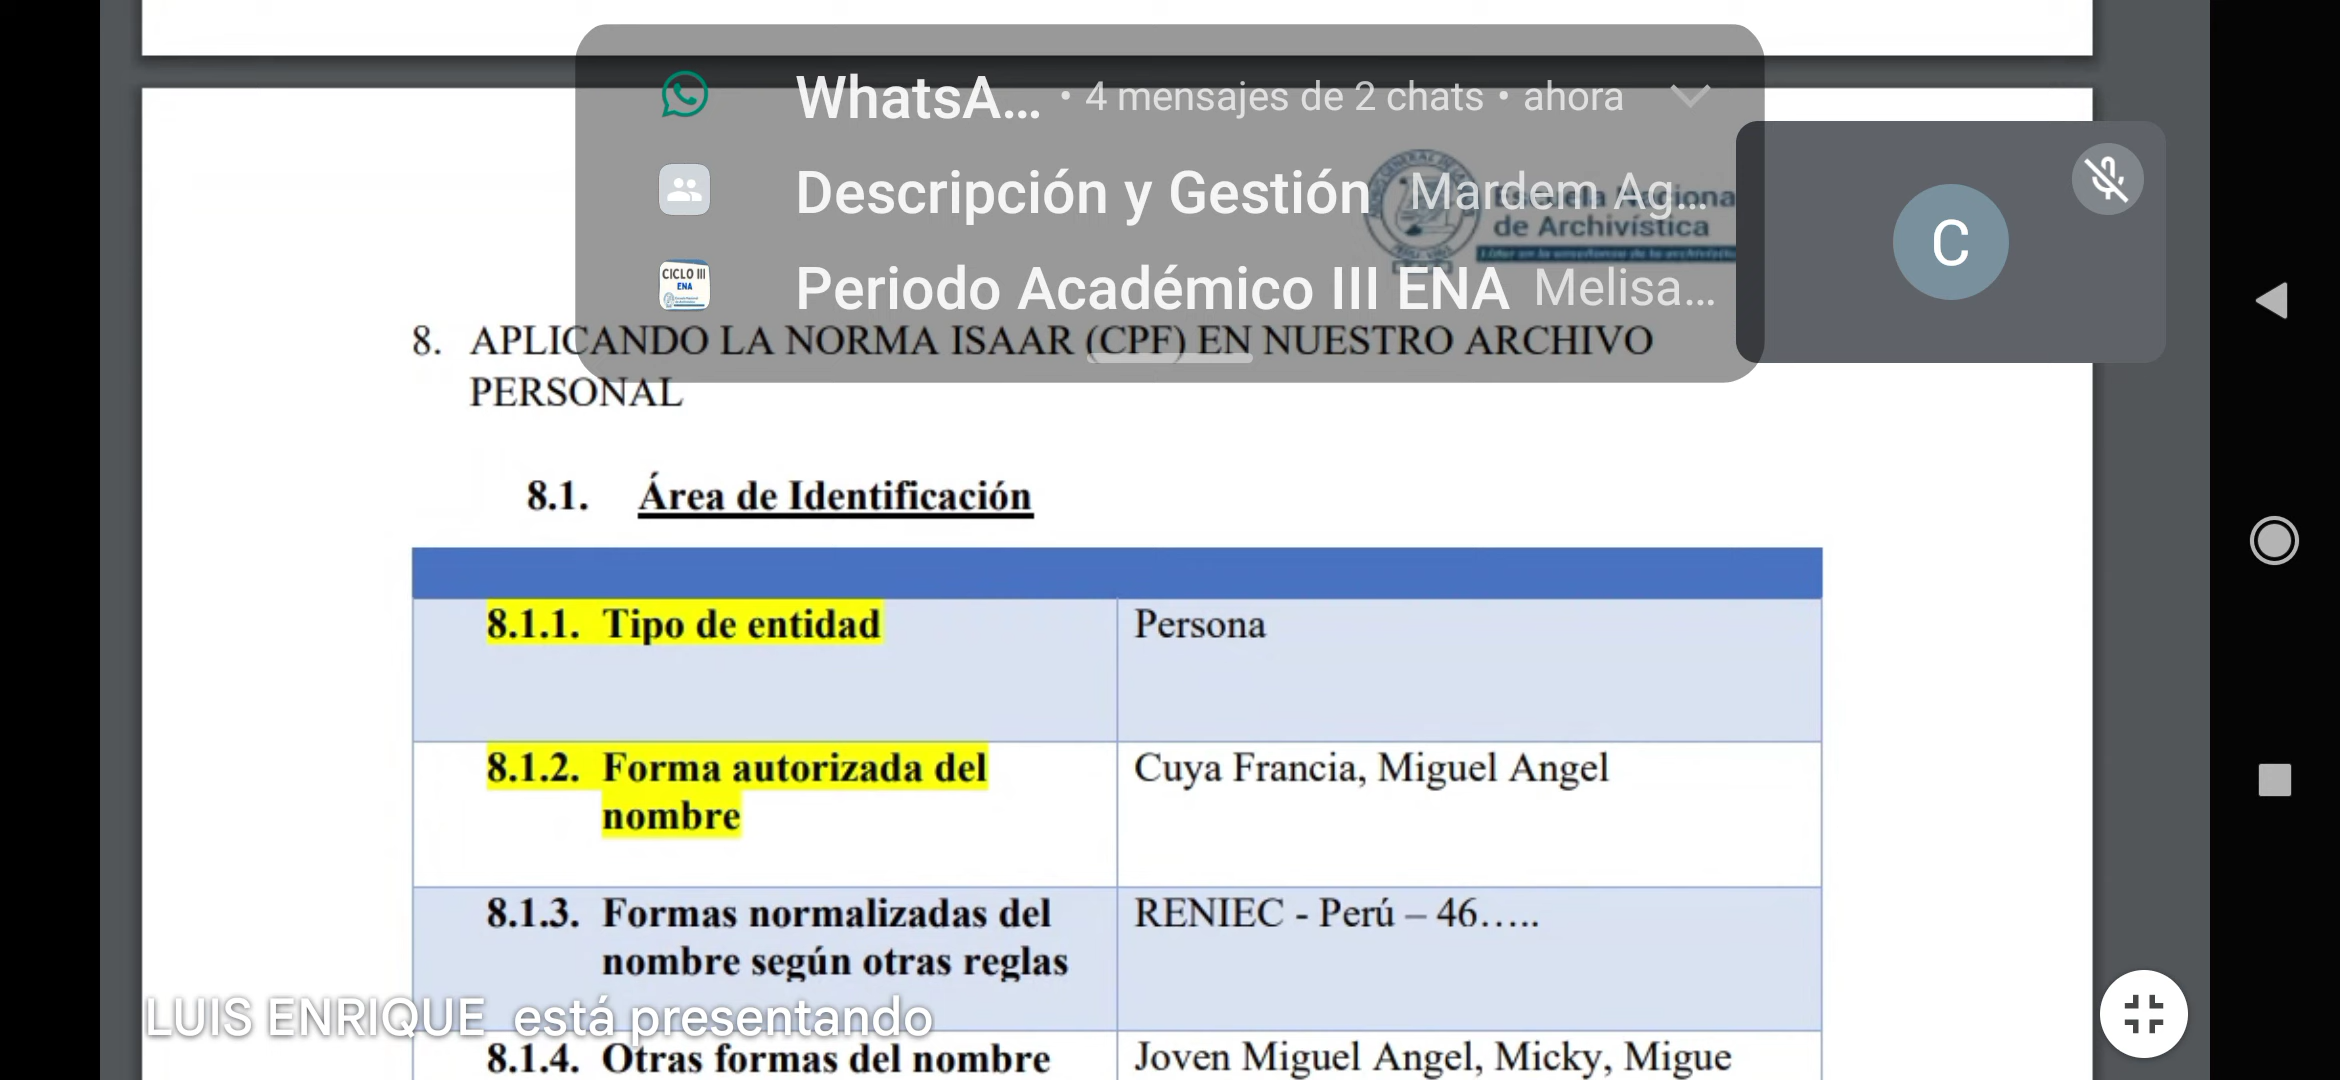 WhatsA... • 4 mensajes de 2 chats • ahora
Descripción y Gestión Mardem Ag...
de Archivística
CICLO III
ENA
Periodo Académico III ENA Melisa...
C
8. APLICANDO LA NORMA ISAAR (CPF) EN NUESTRO ARCHIVO
PERSONAL
8.1. Área de Identificación
8.1.1. Tipo de entidad
Persona
8.1.2. Forma autorizada del
nombre
Cuya Francia, Miguel Angel
8.1.3. Formas normalizadas del
nombre según otras reglas
RENIEC - Perú – 46.....
LUIS ENRIQUE está presentando
8.1.4. Otras formas del nombre
Joven Miguel Angel, Micky, Migue